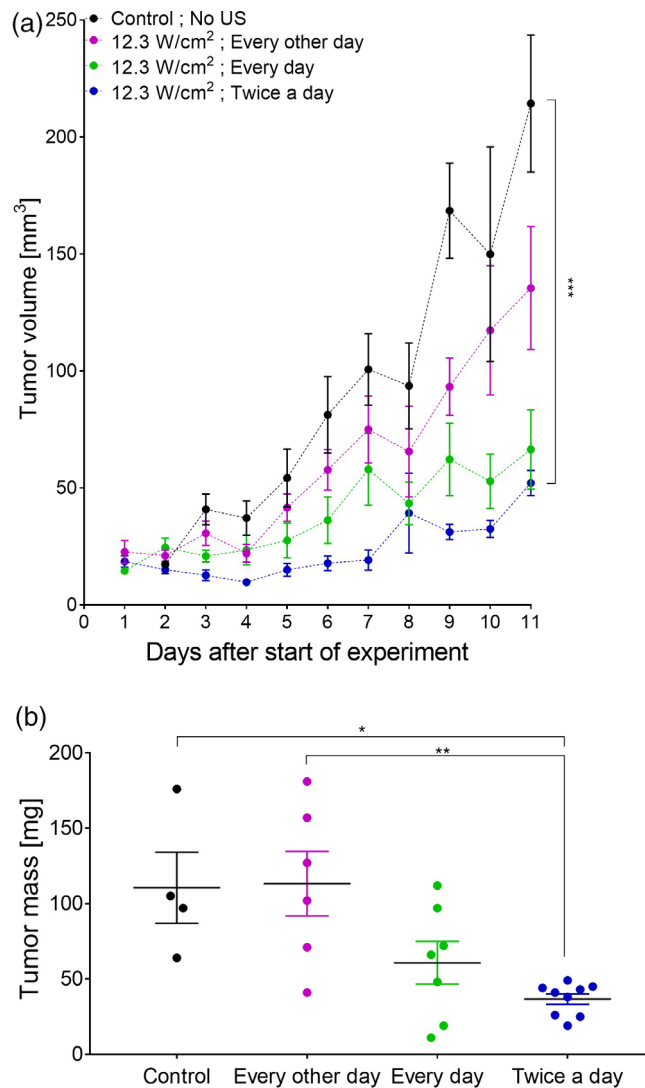 (a)
Control ; No US
12.3 W/cm² ; Every other day
12.3 W/cm² ; Every day
12.3 W/cm² ; Twice a day
250
200
150
100
50
0
Tumor volume [mm³]
***
0 1 2 3 4 5 6 7 8 9 10 11
Days after start of experiment
(b)
*
**
200
150
100
50
0
Tumor mass [mg]
Control Every other day Every day Twice a day